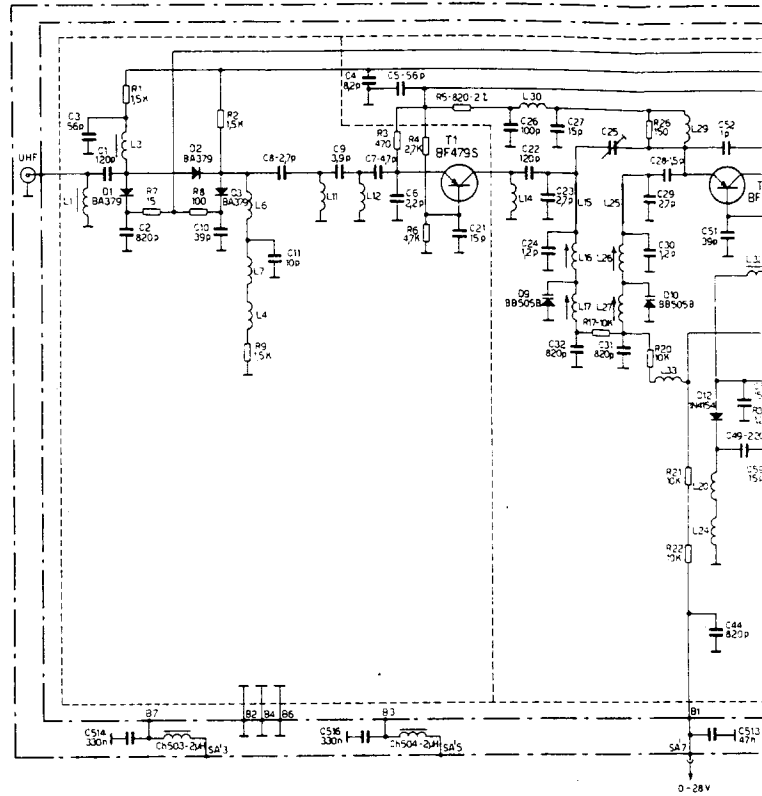 UHF
C3
56p
R1
1,5K
L3
C1
120p
L1
D1
BA379
C2
820p
R7
15
D2
BA379
R8
100
R2
1,5K
D3
BA379
C10
39p
L6
C11
10p
L7
L4
R9
1,5K
C8-2,7p
C9
3,9p
L11
L12
C7-4,7p
C4
8,2p
C5-56p
R3
470
R4
2,7K
T1
BF479S
C6
2,2p
R6
4,7K
C21
15p
L30
C26
100p
C27
15p
C22
120p
L14
C23
2,7p
L15
C25
R26
150
L29
C52
1p
C28-1,5p
L25
C29
2,7p
C51
39p
C24
1,2p
L16
L26
C30
1,2p
D9
BB505B
L17
L27
D10
BB505B
R17-10K
C32
820p
C31
820p
R20
10K
L33
D12
1N4154
C49-220
L20
L24
R21
10K
R22
10K
C44
820p
B7
B2
B4
B6
B3
B1
C514
330n
Ch503-2µH
SA'3
C516
330n
Ch504-2µH
SA'5
SA'7
C513
47n
0-28V